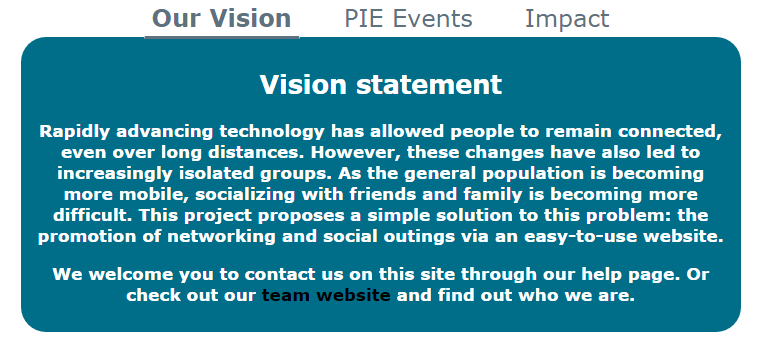 Our Vision PIE Events Impact
Vision statement
Rapidly advancing technology has allowed people to remain connected,
even over long distances. However, these changes have also led to
increasingly isolated groups. As the general population is becoming
more mobile, socializing with friends and family is becoming more
difficult. This project proposes a simple solution to this problem: the
promotion of networking and social outings via an easy-to-use website.
We welcome you to contact us on this site through our help page. Or
check out our team website and find out who we are.